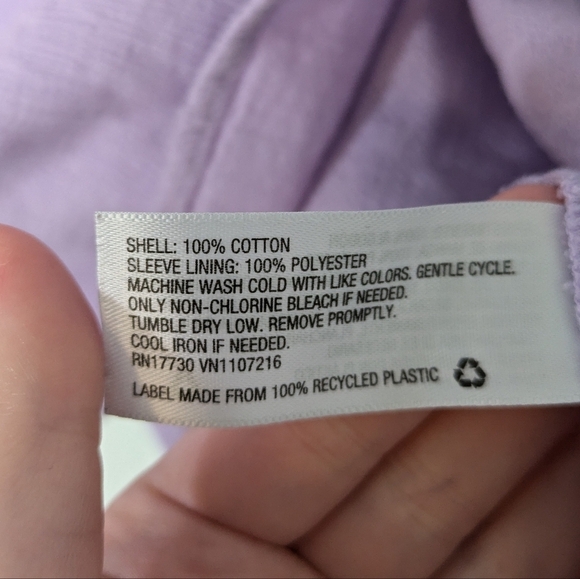 SHELL: 100% COTTON
SLEEVE LINING: 100% POLYESTER
MACHINE WASH COLD WITH LIKE COLORS. GENTLE CYCLE.
ONLY NON-CHLORINE BLEACH IF NEEDED.
TUMBLE DRY LOW. REMOVE PROMPTLY.
COOL IRON IF NEEDED.
RN17730 VN1107216
LABEL MADE FROM 100% RECYCLED PLASTIC